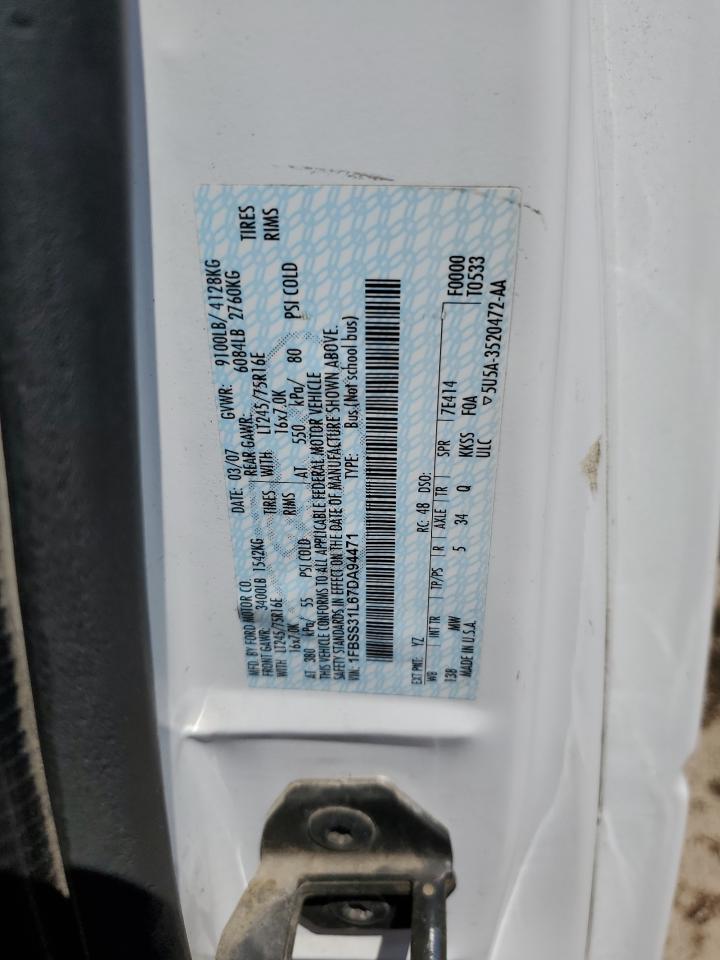 MFD. BY FORD MOTOR CO. DATE: 03/07 GVWR: 9100LB/ 4128KG
FRONT GAWR: 3400LB 1542KG REAR GAWR: 6084LB 2760KG
WITH LT245/75R16E TIRES WITH LT245/75R16E TIRES
16x7.0K RIMS 16x7.0K RIMS
AT 380 kPa/ 55 PSI COLD AT 550 kPa/ 80 PSI COLD
THIS VEHICLE CONFORMS TO ALL APPLICABLE FEDERAL MOTOR VEHICLE
SAFETY STANDARDS IN EFFECT ON THE DATE OF MANUFACTURE SHOWN ABOVE.
VIN: 1FBSS31L67DA94471 TYPE: Bus (Not school bus)
EXT PNT: YZ RC: 48 DSO: F0000
WB INT TR TP/PS R AXLE TR SPR T0533
138 MW 5 34 Q 7E414
MADE IN U.S.A. KKSS F0A
ULC ▽5U5A-3520472-AA